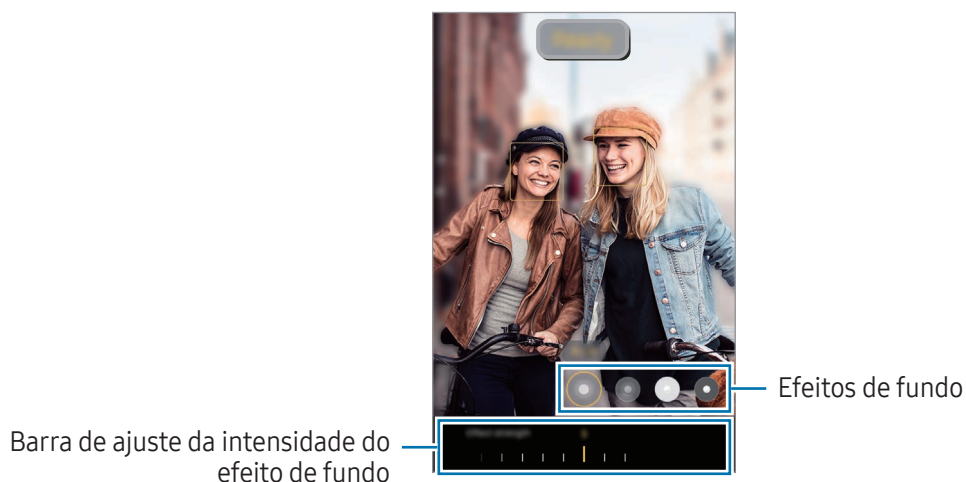 Efeitos de fundo
Barra de ajuste da intensidade do
efeito de fundo